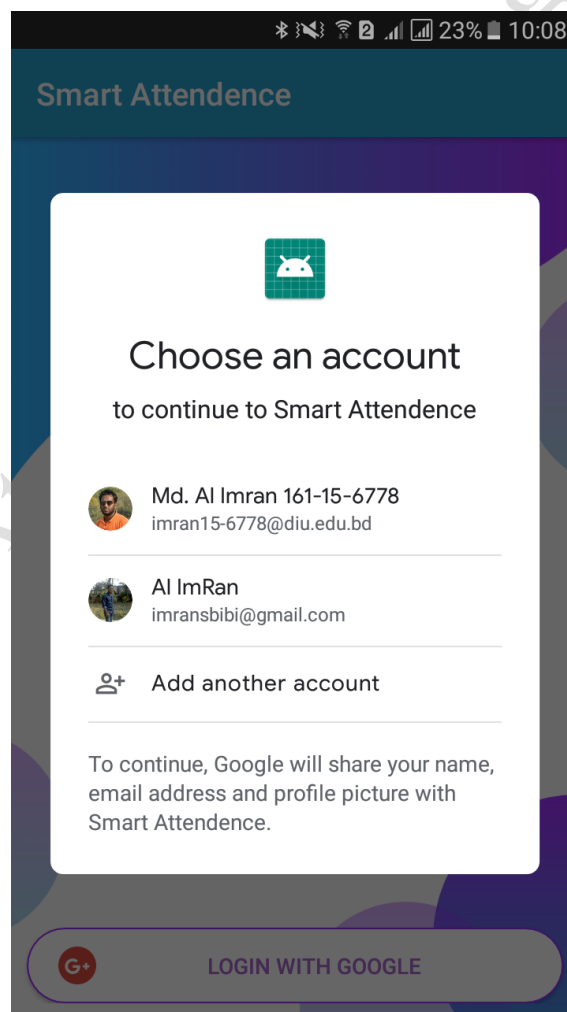 2 23% 10:08
Smart Attendence
Choose an account
to continue to Smart Attendence
Md. Al Imran 161-15-6778
imran15-6778@diu.edu.bd
Al ImRan
imransbibi@gmail.com
Add another account
To continue, Google will share your name,
email address and profile picture with
Smart Attendence.
G+ LOGIN WITH GOOGLE